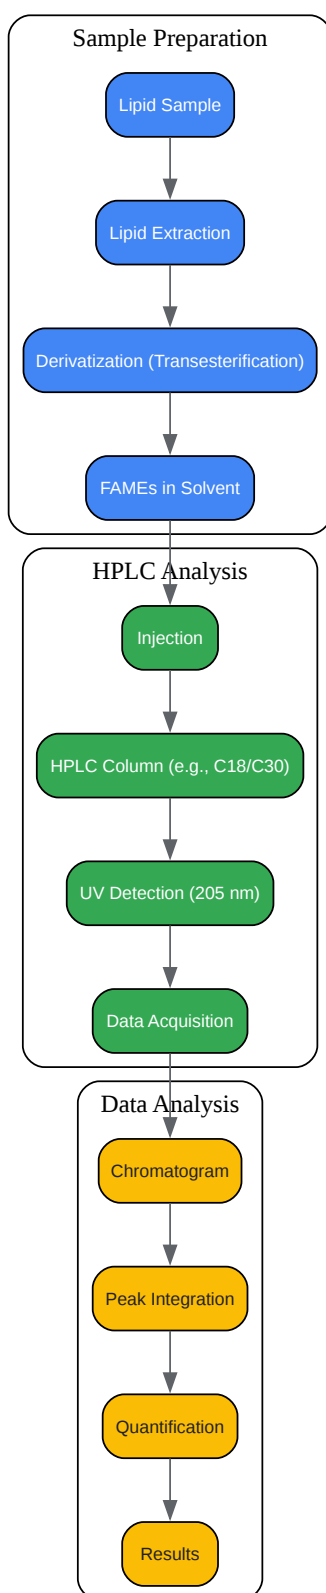 Sample Preparation
Lipid Sample
Lipid Extraction
Derivatization (Transesterification)
FAMEs in Solvent
HPLC Analysis
Injection
HPLC Column (e.g., C18/C30)
UV Detection (205 nm)
Data Acquisition
Data Analysis
Chromatogram
Peak Integration
Quantification
Results